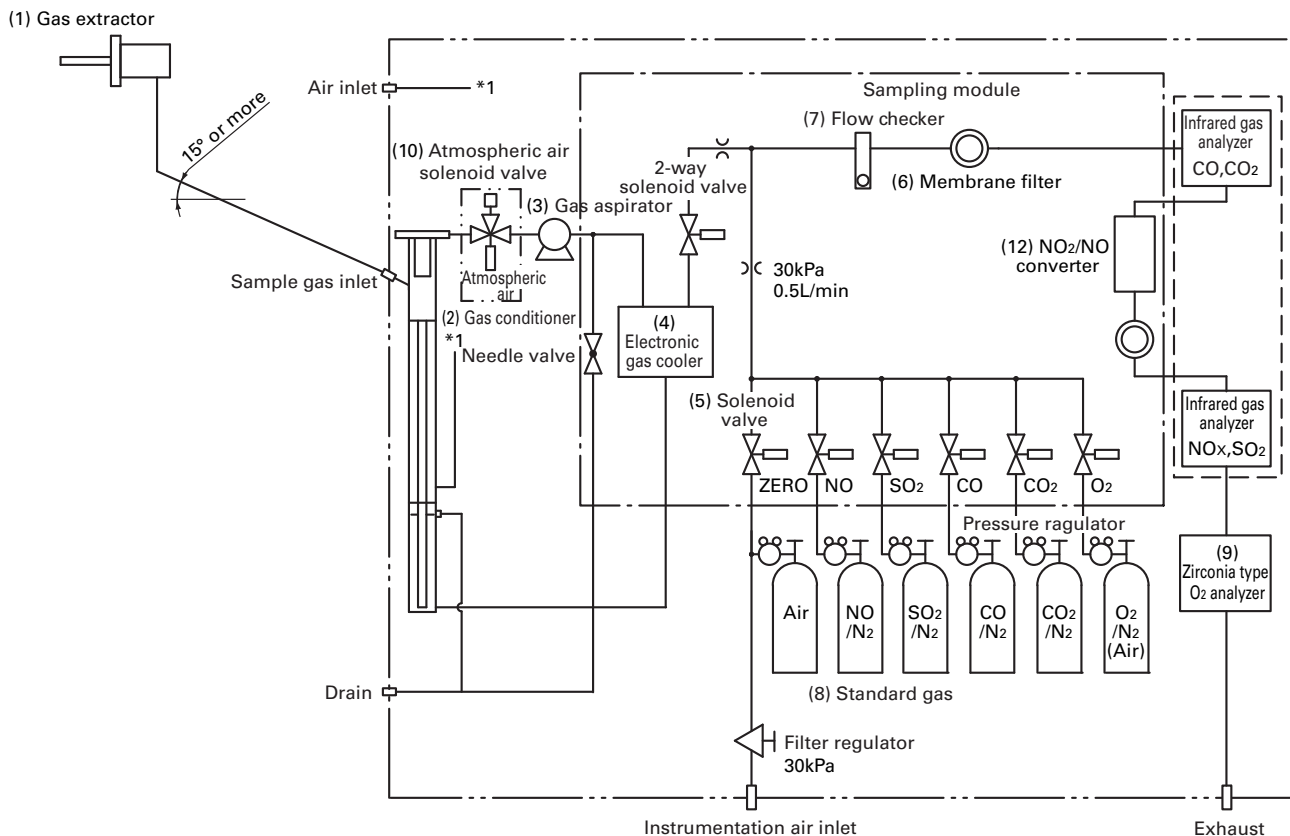 (1) Gas extractor
15° or more
Air inlet
*1
Sampling module
(7) Flow checker
Infrared gas
analyzer
CO,CO2
(10) Atmospheric air
solenoid valve
2-way
solenoid valve
(6) Membrane filter
(3) Gas aspirator
(12) NO2/NO
converter
Sample gas inlet
Atmospheric
air
30kPa
0.5L/min
(2) Gas conditioner
*1
Needle valve
(4)
Electronic
gas cooler
(5) Solenoid
valve
Infrared gas
analyzer
NOX,SO2
ZERO
NO
SO2
CO
CO2
O2
Pressure ragulator
(9)
Zirconia type
O2 analyzer
Air
NO
/N2
SO2
/N2
CO
/N2
CO2
/N2
O2
/N2
(Air)
Drain
(8) Standard gas
Filter regulator
30kPa
Instrumentation air inlet
Exhaust